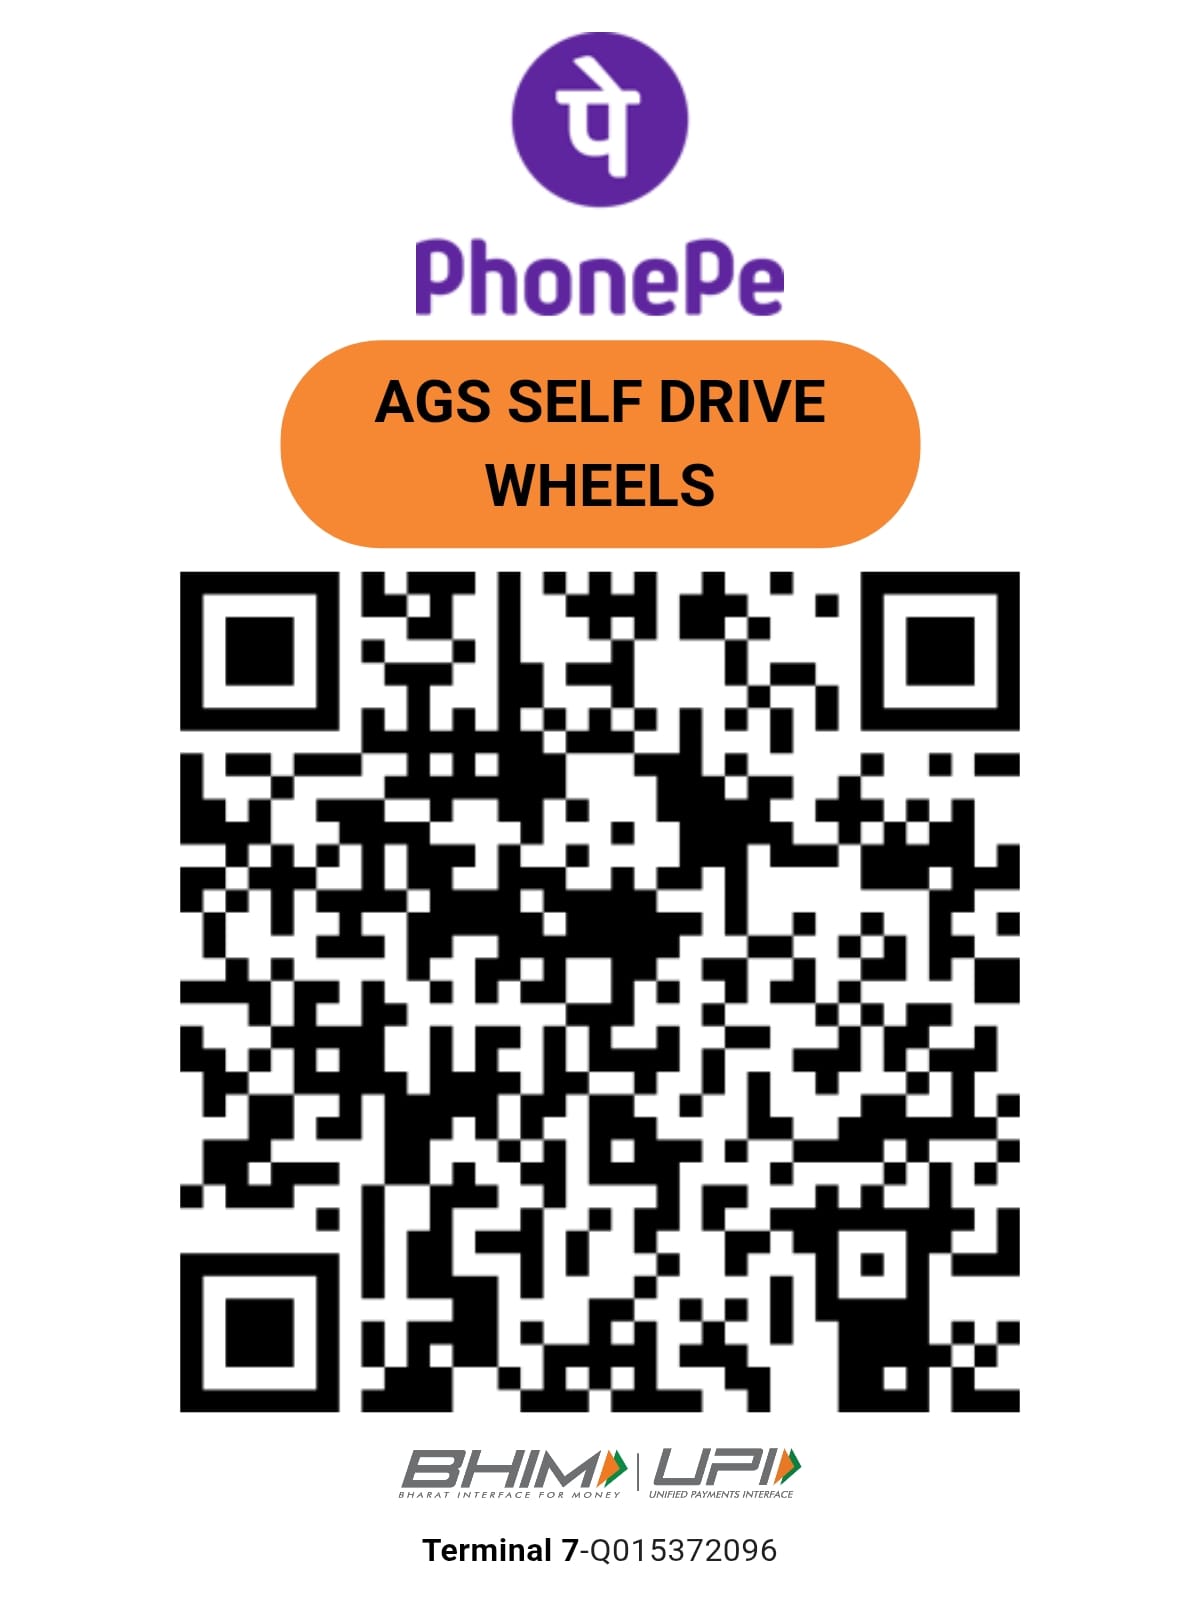 पे
PhonePe
AGS SELF DRIVE
WHEELS
BHIM | UPI
BHARAT INTERFACE FOR MONEY UNIFIED PAYMENTS INTERFACE
Terminal 7-Q015372096